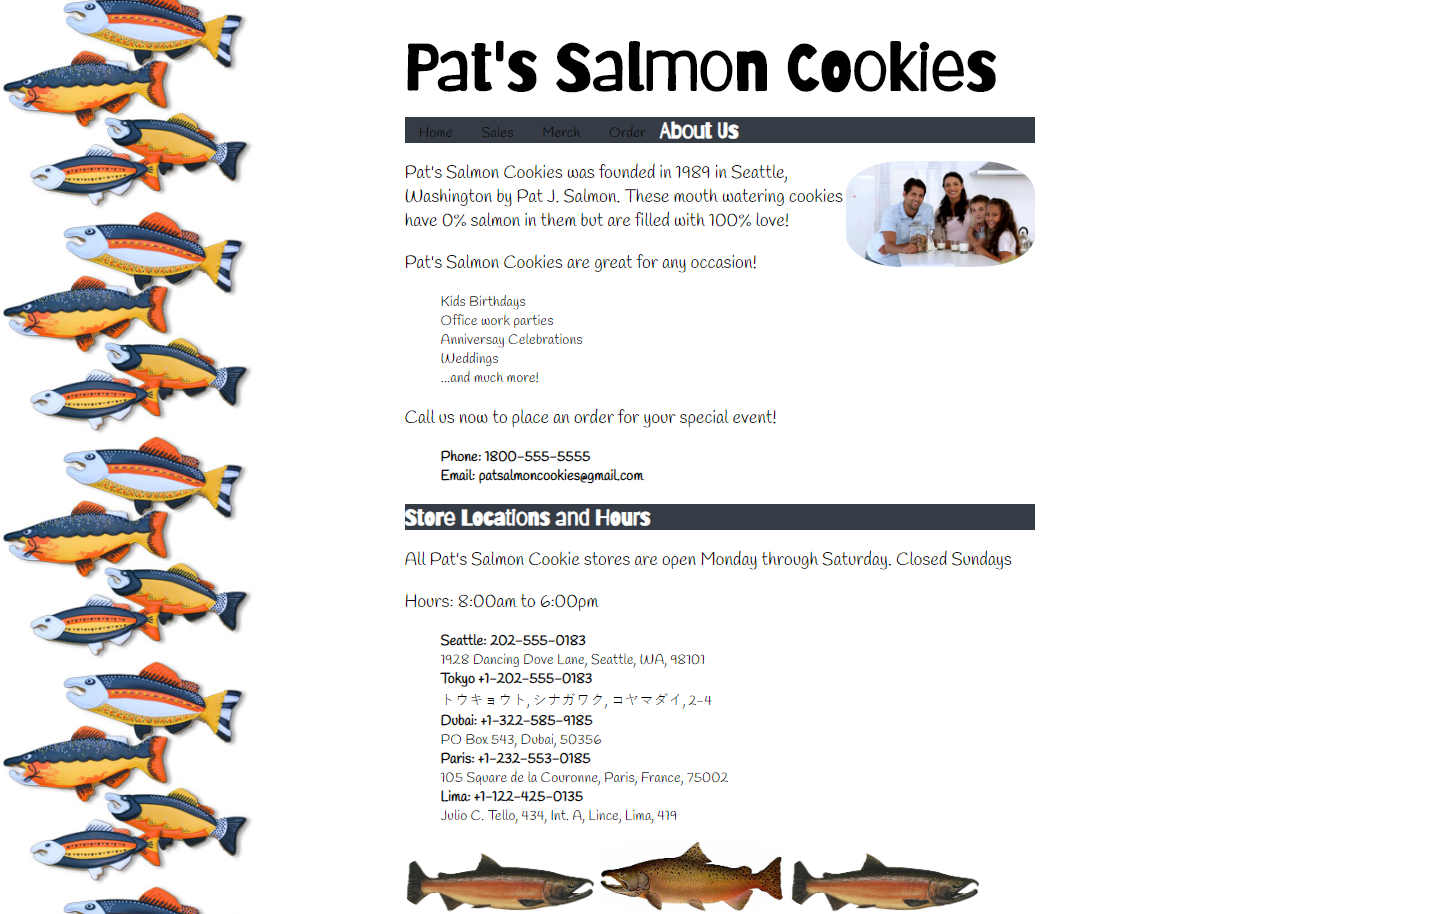 Pat's Salmon Cookies
Home Sales Merch Order About Us
Pat's Salmon Cookies was founded in 1989 in Seattle,
Washington by Pat J. Salmon. These mouth watering cookies
have 0% salmon in them but are filled with 100% love!
Pat's Salmon Cookies are great for any occasion!
Kids Birthdays
Office work parties
Anniversay Celebrations
Weddings
...and much more!
Call us now to place an order for your special event!
Phone: 1800-555-5555
Email: patsalmoncookies@gmail.com
Store Locations and Hours
All Pat's Salmon Cookie stores are open Monday through Saturday. Closed Sundays
Hours: 8:00am to 6:00pm
Seattle: 202-555-0183
1928 Dancing Dove Lane, Seattle, WA, 98101
Tokyo +1-202-555-0183
トウキョウト, シナガワク, コヤマダイ, 2-4
Dubai: +1-322-585-9185
PO Box 543, Dubai, 50356
Paris: +1-232-553-0185
105 Square de la Couronne, Paris, France, 75002
Lima: +1-122-425-0135
Julio C. Tello, 434, Int. A, Lince, Lima, 419